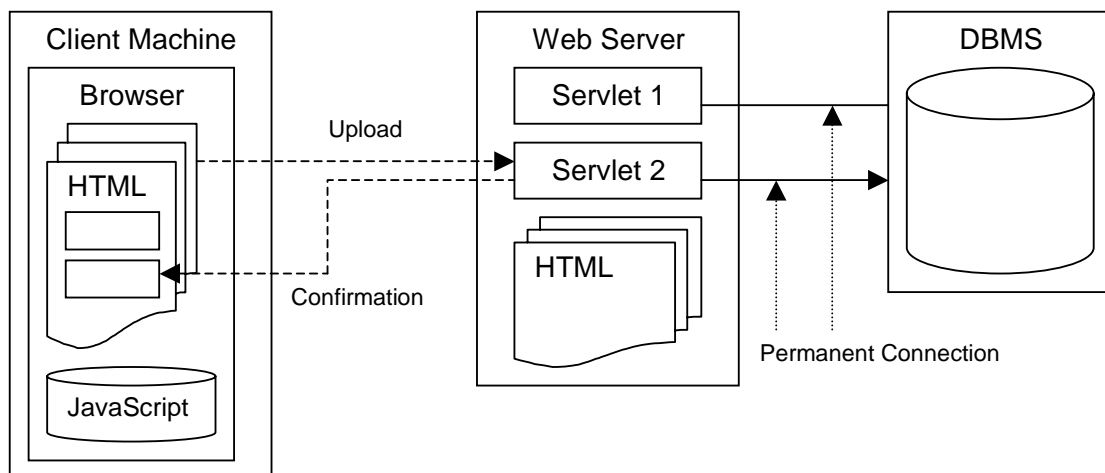 Client Machine
Browser
HTML
JavaScript
Upload
Confirmation
Web Server
Servlet 1
Servlet 2
HTML
DBMS
Permanent Connection